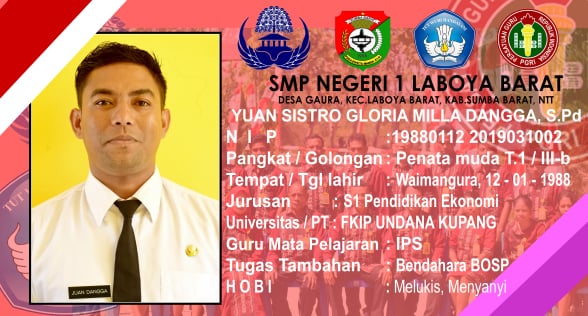 SMP NEGERI 1 LABOYA BARAT
DESA GAURA, KEC.LABOYA BARAT, KAB.SUMBA BARAT, NTT
YUAN SISTRO GLORIA MILLA DANGGA, S.Pd
N I P :19880112 2019031002
Pangkat / Golongan : Penata muda T.1 / III-b
Tempat / Tgl lahir : Waimangura, 12 - 01 - 1988
Jurusan : S1 Pendidikan Ekonomi
Universitas / PT : FKIP UNDANA KUPANG
Guru Mata Pelajaran : IPS
Tugas Tambahan : Bendahara BOSP
H O B I : Melukis, Menyanyi
JUAN DANGGA
PGRI